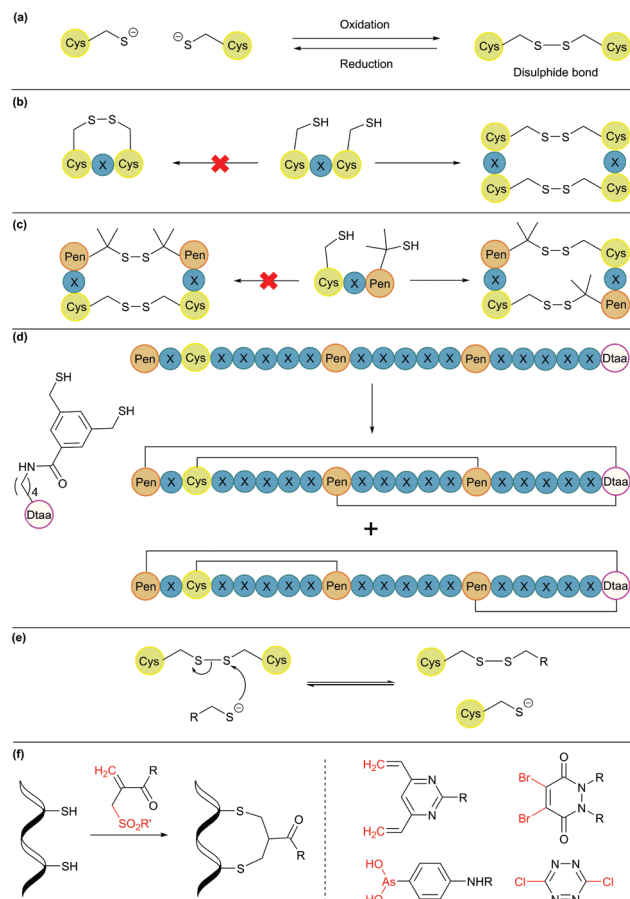 (a)
Cys
S
S
Cys
Oxidation
Reduction
Cys
S
S
Cys
Disulphide bond
(b)
S
S
Cys
X
Cys
SH
SH
Cys
X
Cys
Cys
S
S
Cys
X
X
Cys
S
S
Cys
(c)
Pen
S
S
Pen
X
X
Cys
S
S
Cys
SH
SH
Cys
X
Pen
Pen
S
S
Cys
X
X
Cys
S
S
Pen
(d)
Pen X Cys X X X X X Pen X X X X X Pen X X X X X Dtaa
SH
SH
HN
O
4
Dtaa
Pen X Cys X X X X X Pen X X X X X Pen X X X X X Dtaa
+
Pen X Cys X X X X X Pen X X X X X Pen X X X X X Dtaa
(e)
Cys
S
S
Cys
R
S
Cys
S
S
R
Cys
S
(f)
SH
SH
H2C
R
O
SO2R'
S
S
O
R
H2C
N
N
R
H2C
O
Br
N
R
Br
N
R
O
HO
As
HO
NHR
N
N
Cl
Cl
N
N